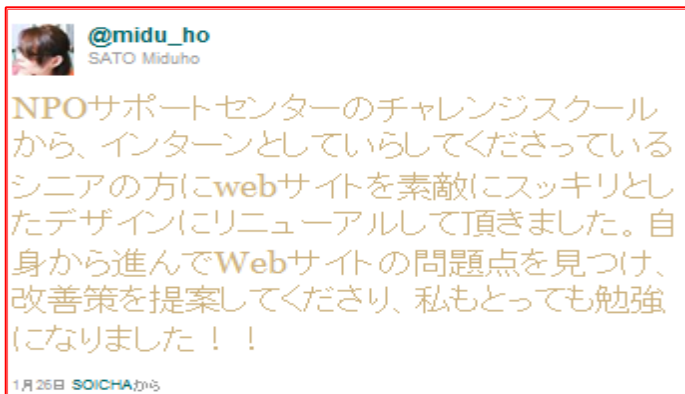 @midu_ho
SATO Miduho
NPOサポートセンターのチャレンジスクール
から、インターンとしていらしてくださっている
シニアの方にwebサイトを素敵にスッキリとし
たデザインにリニューアルして頂きました。自
身から進んでWebサイトの問題点を見つけ、
改善策を提案してくださり、私もとっても勉強
になりました！！
1月26日 SOICHAから